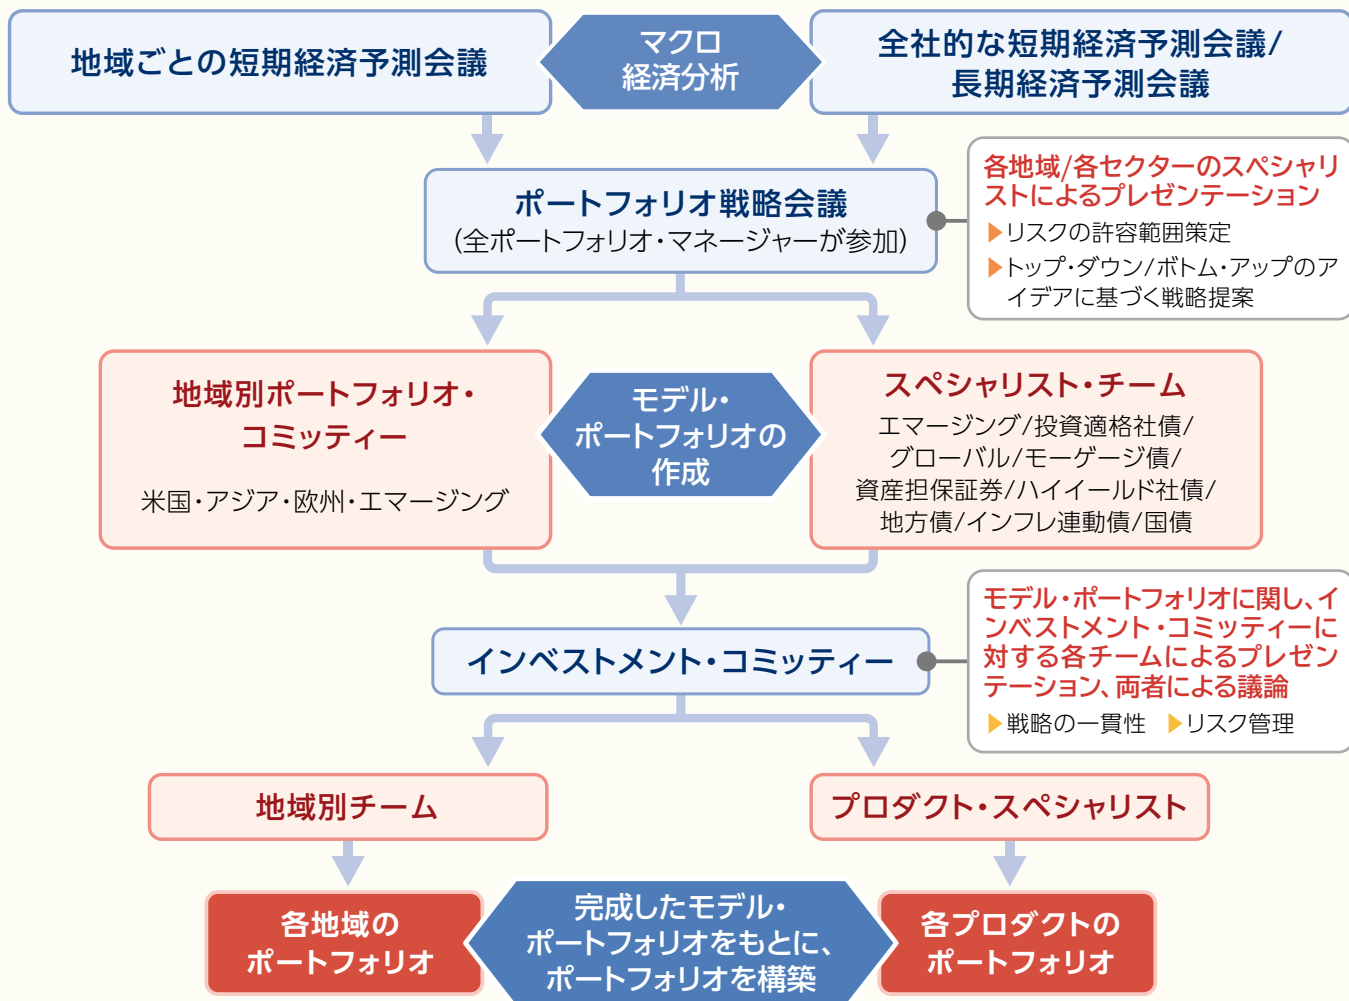 地域ごとの短期経済予測会議
マクロ
経済分析
全社的な短期経済予測会議/
長期経済予測会議
ポートフォリオ戦略会議
(全ポートフォリオ・マネージャーが参加)
各地域/各セクターのスペシャリ
ストによるプレゼンテーション
▶リスクの許容範囲策定
▶トップ・ダウン/ボトム・アップのア
イデアに基づく戦略提案
地域別ポートフォリオ・
コミッティー
米国・アジア・欧州・エマージング
モデル・
ポートフォリオの
作成
スペシャリスト・チーム
エマージング/投資適格社債/
グローバル/モーゲージ債/
資産担保証券/ハイイールド社債/
地方債/インフレ連動債/国債
インベストメント・コミッティー
モデル・ポートフォリオに関し、イ
ンベストメント・コミッティーに
対する各チームによるプレゼン
テーション、両者による議論
▶戦略の一貫性 ▶リスク管理
地域別チーム
プロダクト・スペシャリスト
各地域の
ポートフォリオ
完成したモデル・
ポートフォリオをもとに、
ポートフォリオを構築
各プロダクトの
ポートフォリオ